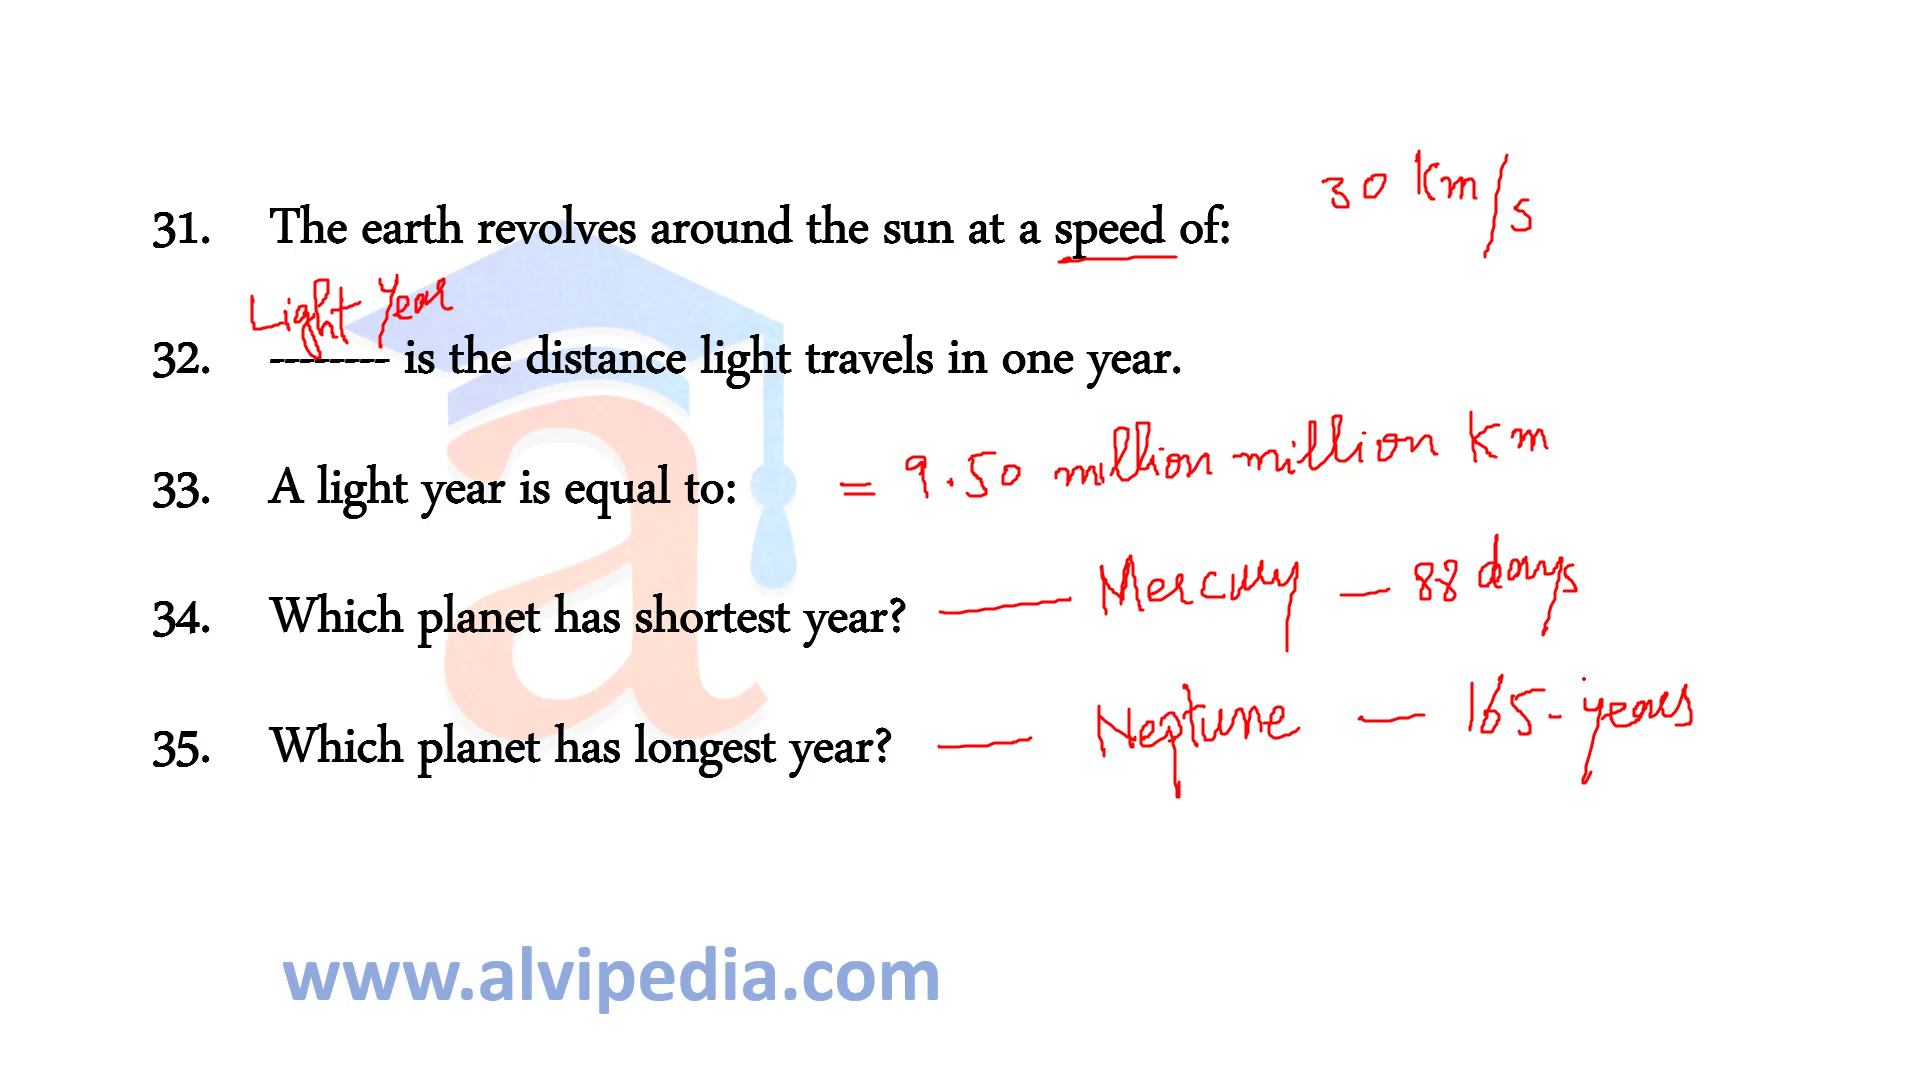 31. The earth revolves around the sun at a speed of: 30 km/s
Light Year
32. -------- is the distance light travels in one year.
33. A light year is equal to: = 9.50 million million Km
34. Which planet has shortest year? — Mercury — 88 days
35. Which planet has longest year? — Neptune — 165-years
www.alvipedia.com